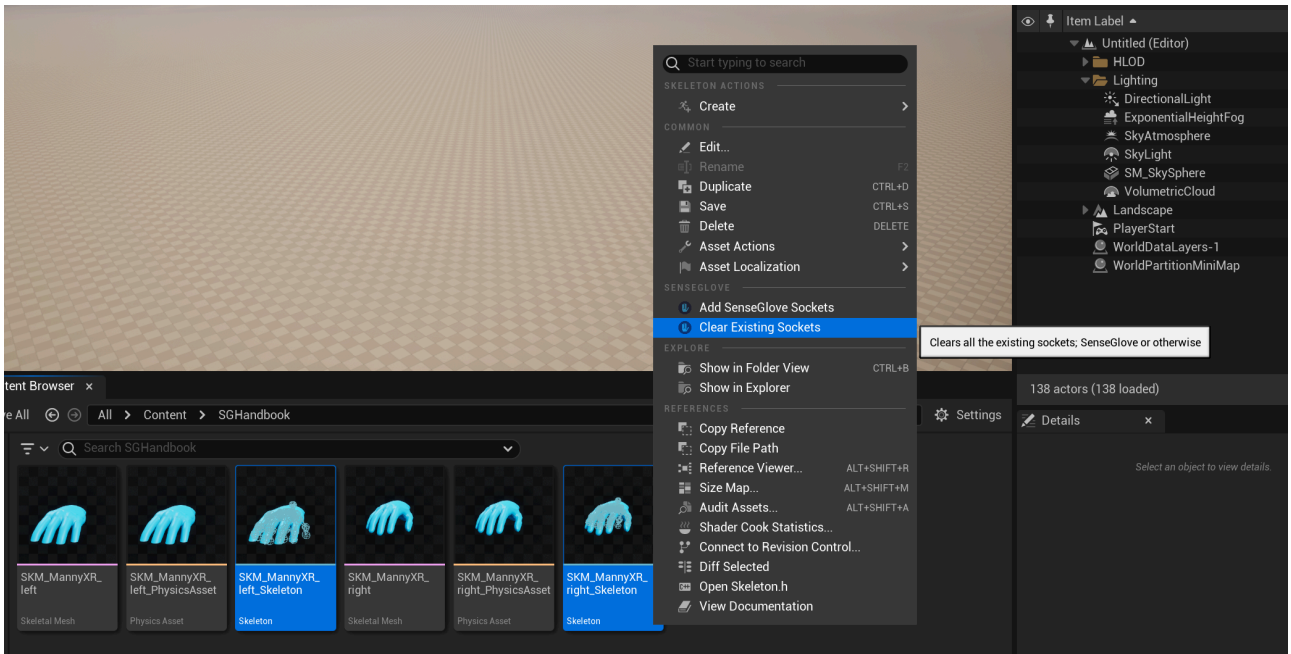 Start typing to search
SKELETON ACTIONS
Create
COMMON
Edit...
Rename F2
Duplicate CTRL+D
Save CTRL+S
Delete DELETE
Asset Actions
Asset Localization
SENSEGLOVE
Add SenseGlove Sockets
Clear Existing Sockets
EXPLORE
Show in Folder View CTRL+B
Show in Explorer
REFERENCES
Copy Reference
Copy File Path
Reference Viewer... ALT+SHIFT+R
Size Map... ALT+SHIFT+M
Audit Assets... ALT+SHIFT+A
Shader Cook Statistics...
Connect to Revision Control...
Diff Selected
Open Skeleton.h
View Documentation
Clears all the existing sockets; SenseGlove or otherwise
Item Label
Untitled (Editor)
HLOD
Lighting
DirectionalLight
ExponentialHeightFog
SkyAtmosphere
SkyLight
SM_SkySphere
VolumetricCloud
Landscape
PlayerStart
WorldDataLayers-1
WorldPartitionMiniMap
138 actors (138 loaded)
Details
Select an object to view details.
tent Browser
ve All All > Content > SGHandbook
Settings
Search SGHandbook
SKM_MannyXR_
left
Skeletal Mesh
SKM_MannyXR_
left_PhysicsAsset
Physics Asset
SKM_MannyXR_
left_Skeleton
Skeleton
SKM_MannyXR_
right
Skeletal Mesh
SKM_MannyXR_
right_PhysicsAsset
Physics Asset
SKM_MannyXR_
right_Skeleton
Skeleton